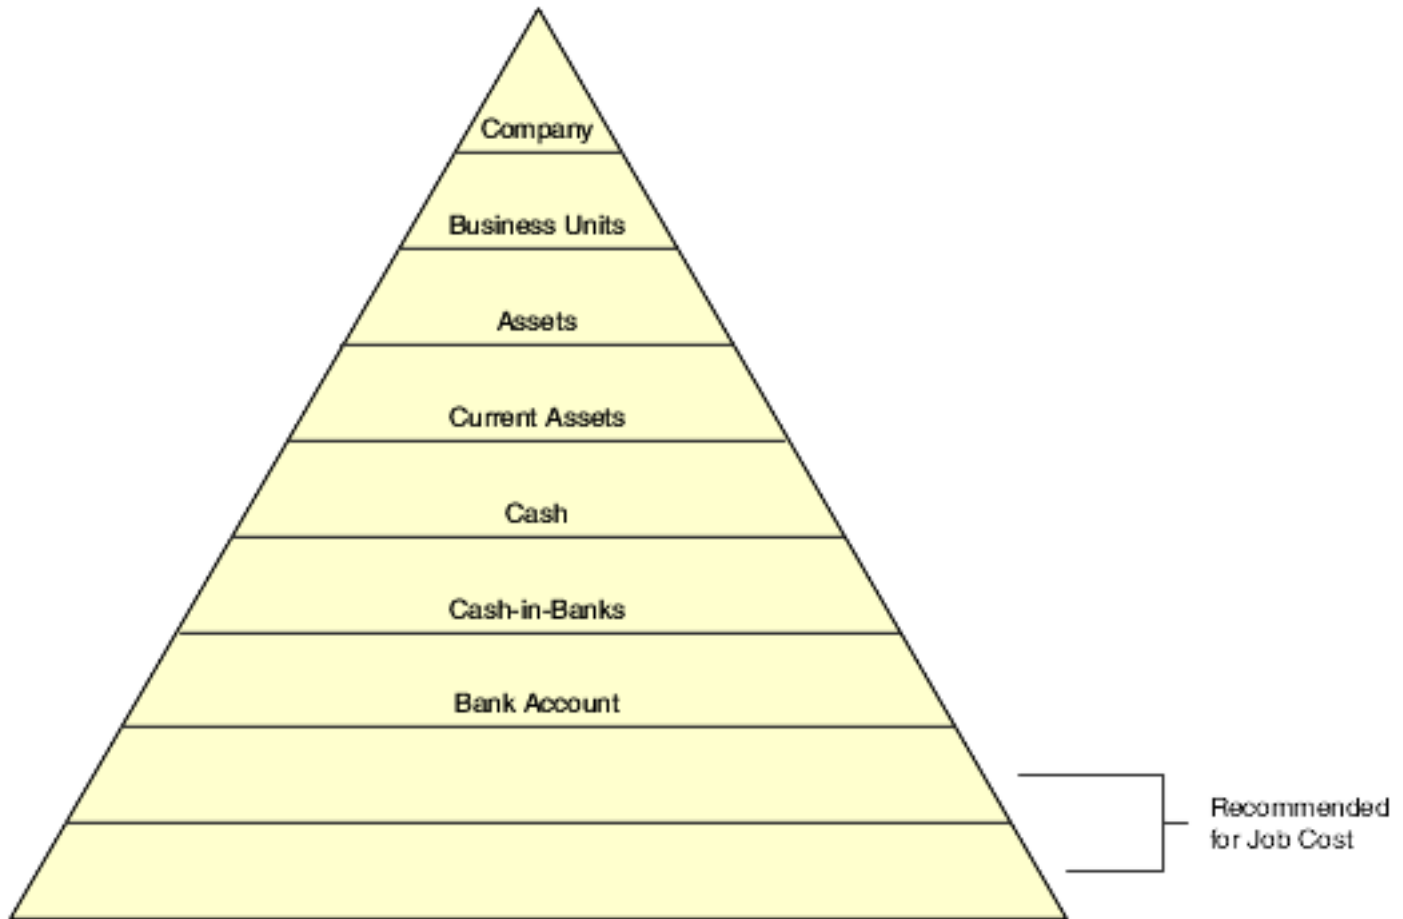 Company
Business Units
Assets
Current Assets
Cash
Cash-in-Banks
Bank Account
Recommended
for Job Cost